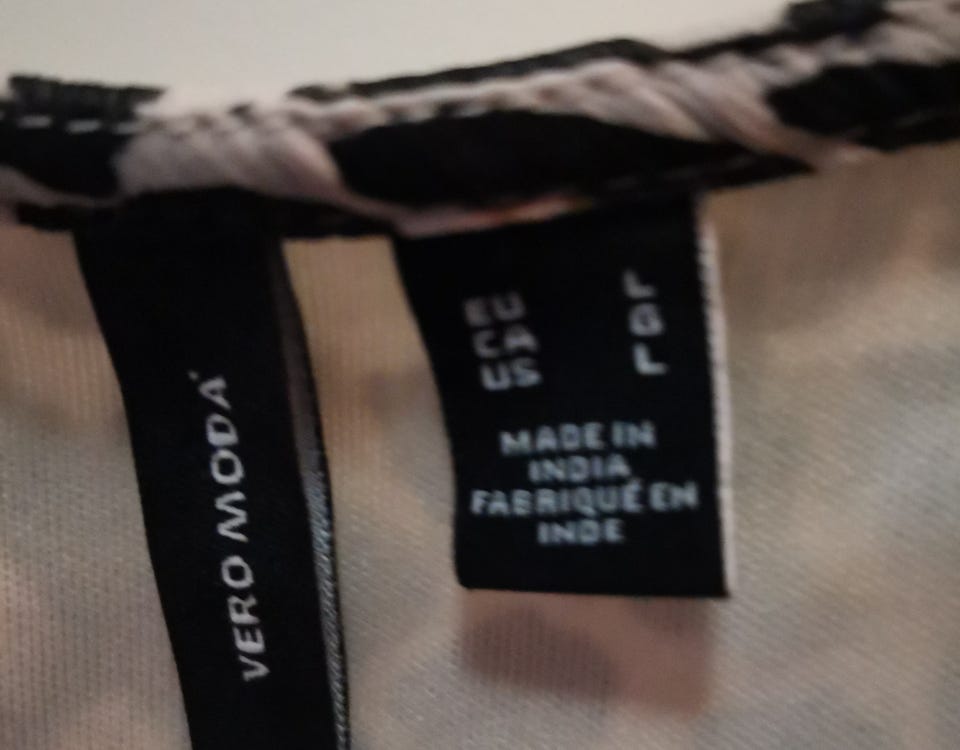 VERO MODA
EU L
CA G
US L
MADE IN
INDIA
FABRIQUÉ EN
INDE